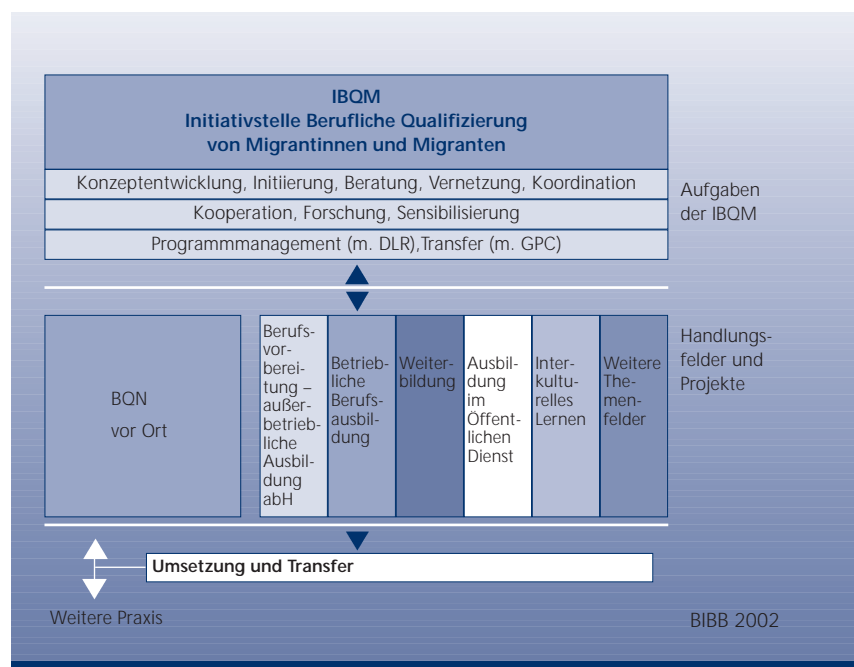 IBQM
Initiativstelle Berufliche Qualifizierung
von Migrantinnen und Migranten
Konzeptentwicklung, Initiierung, Beratung, Vernetzung, Koordination
Kooperation, Forschung, Sensibilisierung
Programmmanagement (m. DLR),Transfer (m. GPC)
Aufgaben
der IBQM
BQN
vor Ort
Berufs-
vor-
berei-
tung –
außer-
betrieb-
liche
Ausbil-
dung
abH
Betrieb-
liche
Berufs-
ausbil-
dung
Weiter-
bildung
Ausbil-
dung
im
Öffent-
lichen
Dienst
Inter-
kultu-
relles
Lernen
Weitere
The-
men-
felder
Handlungs-
felder und
Projekte
Umsetzung und Transfer
Weitere Praxis
BIBB 2002